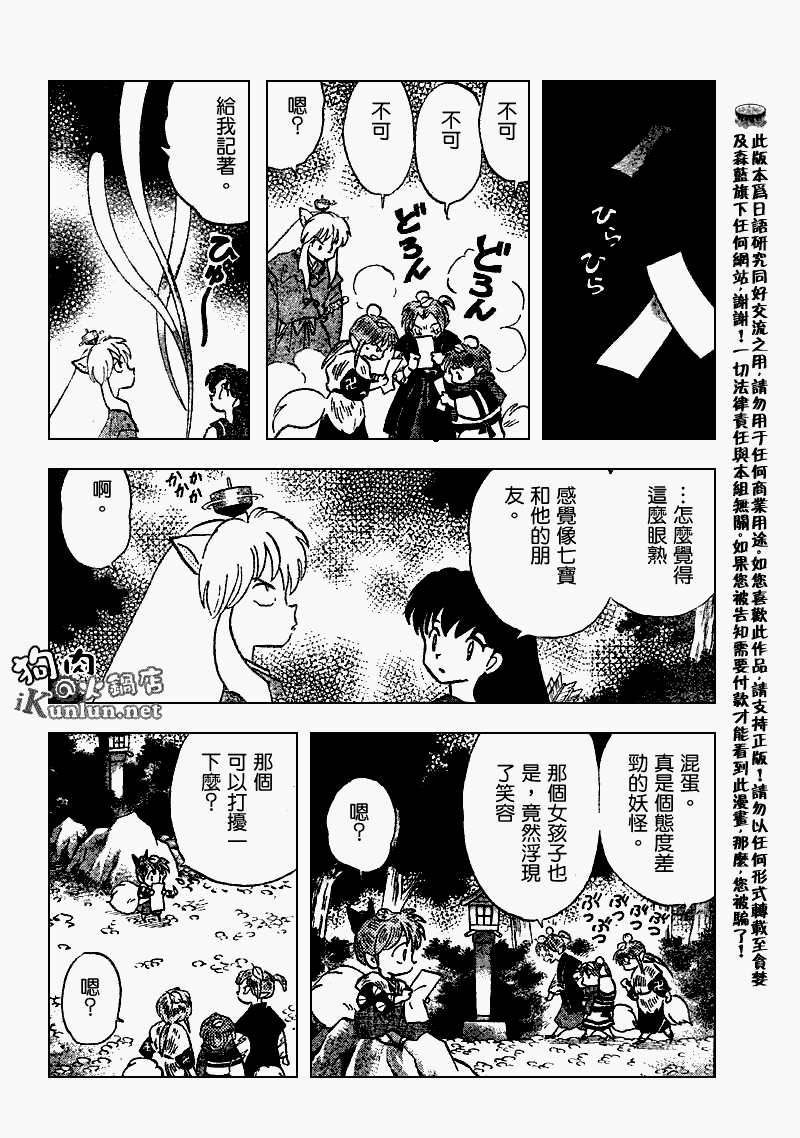 ひらひら
不可
不可
不可
嗯?
どろん
どろん
給我記著。
ひゅー
…怎麼覺得
這麼眼熟
感覺像七寶
和他的朋
友。
かかかか
啊。
狗肉の火鍋店
iKunlun.net
混蛋。
真是個態度差
勁的妖怪。
那個女孩子也
是,竟然浮現
了笑容
ぶつぶつ
ぶつぶつ
嗯?
那個
可以打擾一
下麼?
嗯?
此版本爲日語研究同好交流之用,請勿用于任何商業用途。如您喜歡此作品,請支持正版!請勿以任何形式轉載至貪婪
及森藍旗下任何網站,謝謝!一切法律責任與本組無關。如果您被告知需要付款才能看到此漫畫,那麼,您被騙了!